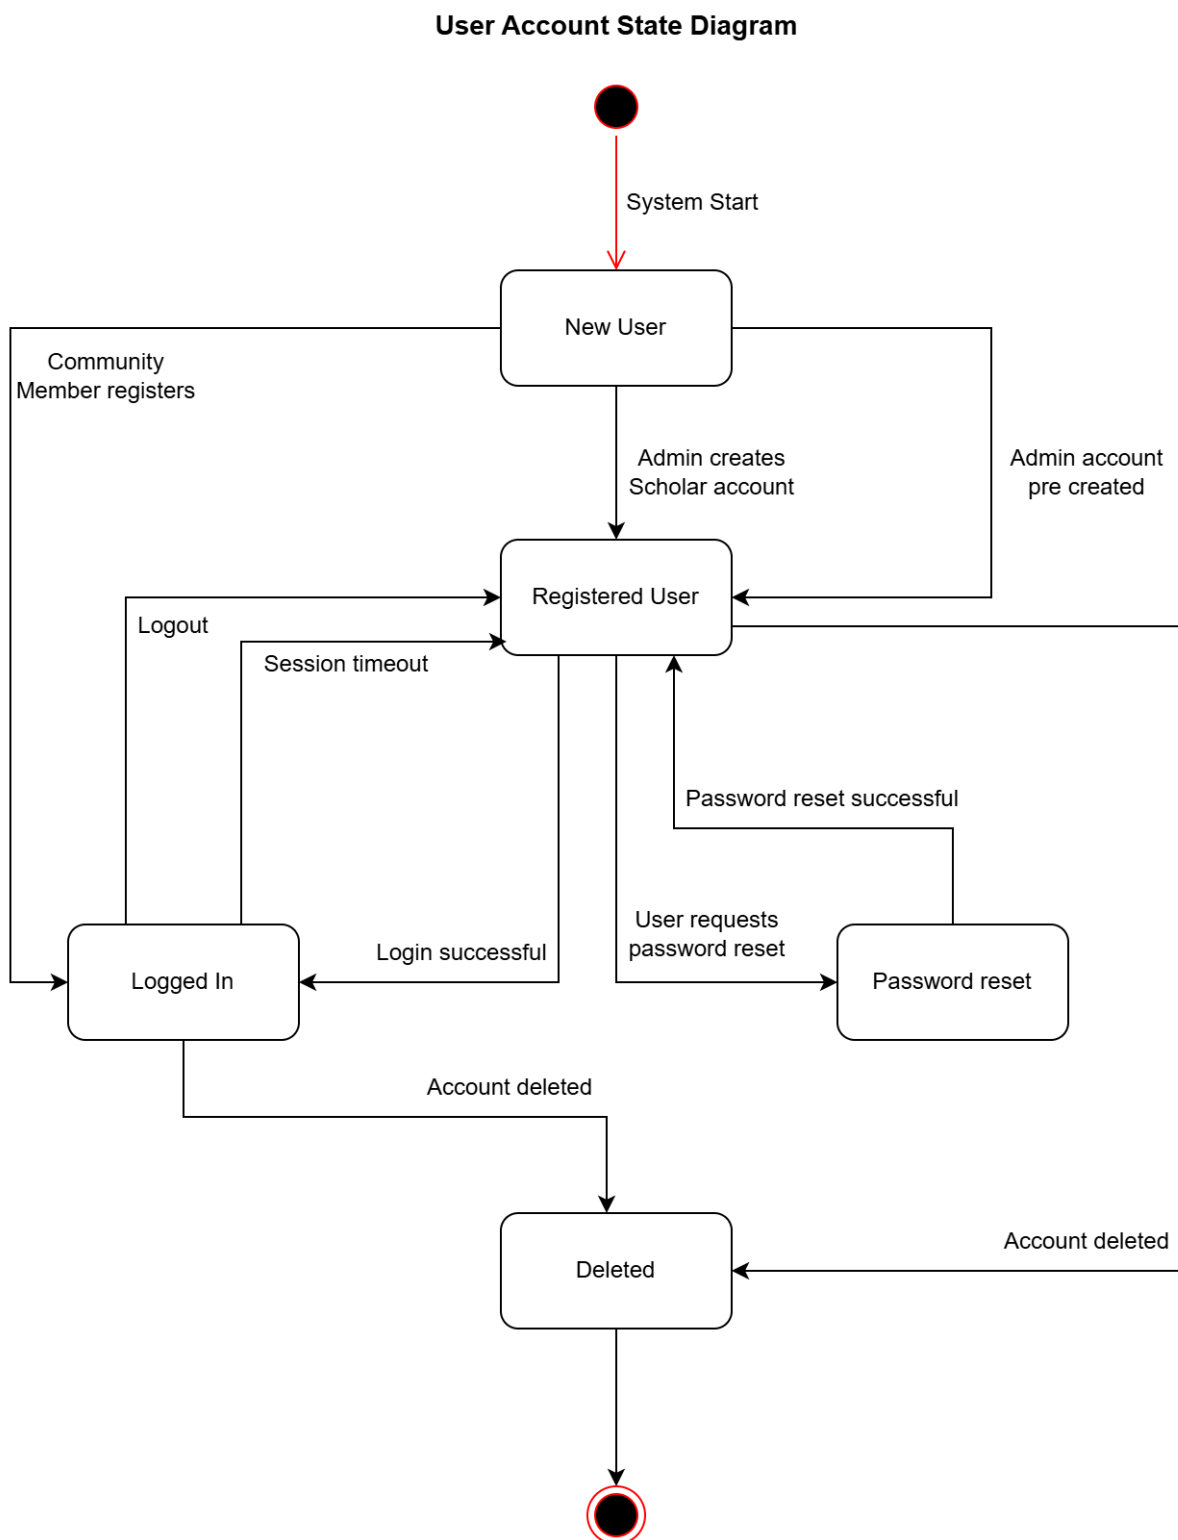 User Account State Diagram
System Start
New User
Community
Member registers
Admin creates
Scholar account
Admin account
pre created
Registered User
Logout
Session timeout
Password reset successful
User requests
password reset
Login successful
Logged In
Password reset
Account deleted
Account deleted
Deleted